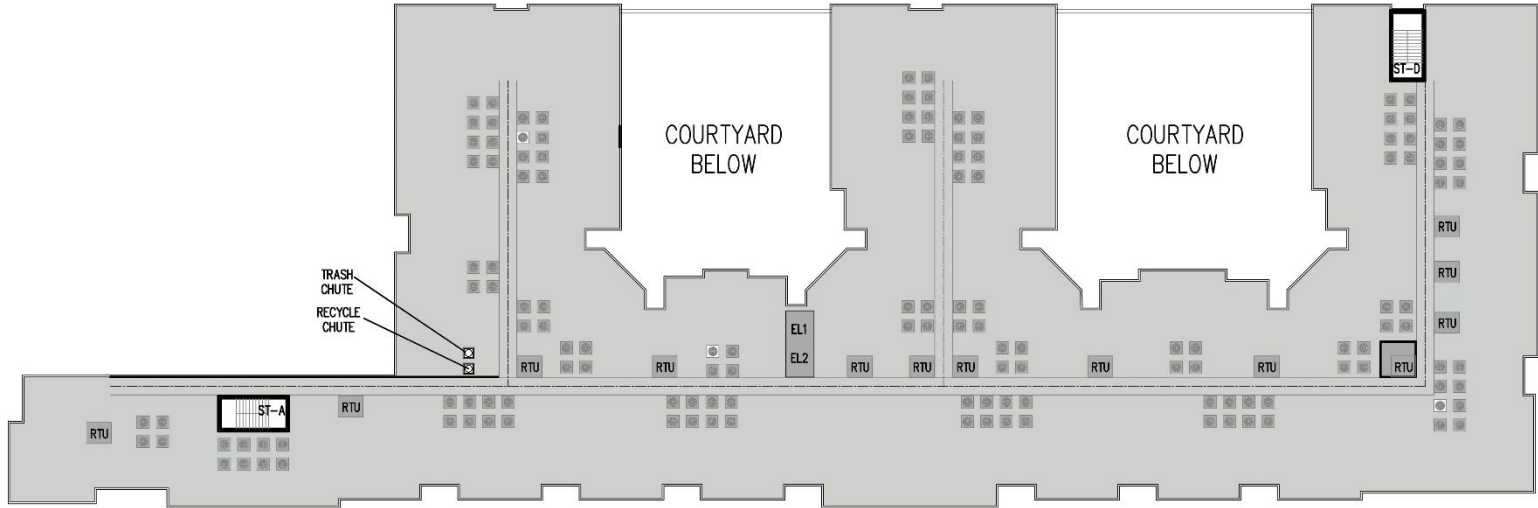 COURTYARD
BELOW
COURTYARD
BELOW
ST-D
RTU
RTU
RTU
TRASH
CHUTE
RECYCLE
CHUTE
EL1
EL2
RTU
RTU
RTU
RTU
RTU
RTU
RTU
ST-A
RTU
RTU